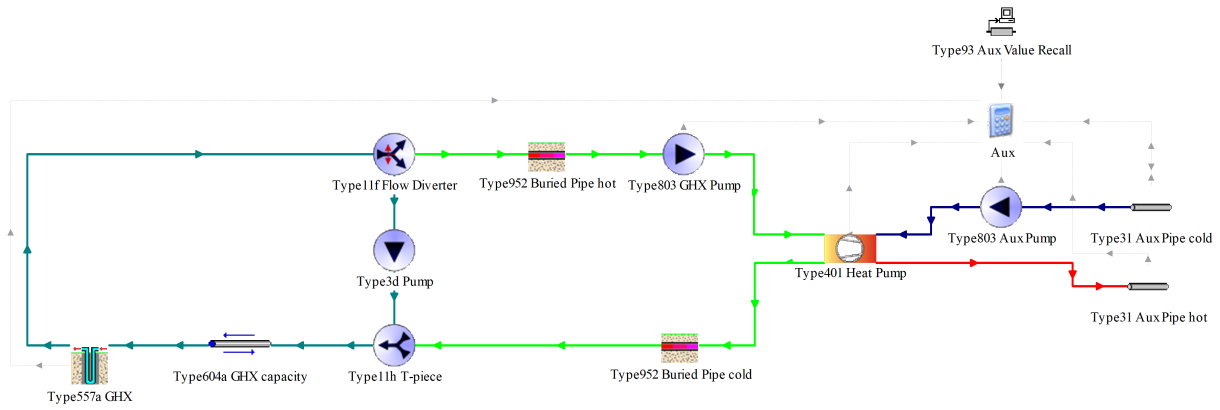 Type93 Aux Value Recall
Aux
Type11f Flow Diverter
Type952 Buried Pipe hot
Type803 GHX Pump
Type803 Aux Pump
Type31 Aux Pipe cold
Type3d Pump
Type401 Heat Pump
Type31 Aux Pipe hot
Type604a GHX capacity
Type11h T-piece
Type952 Buried Pipe cold
Type557a GHX